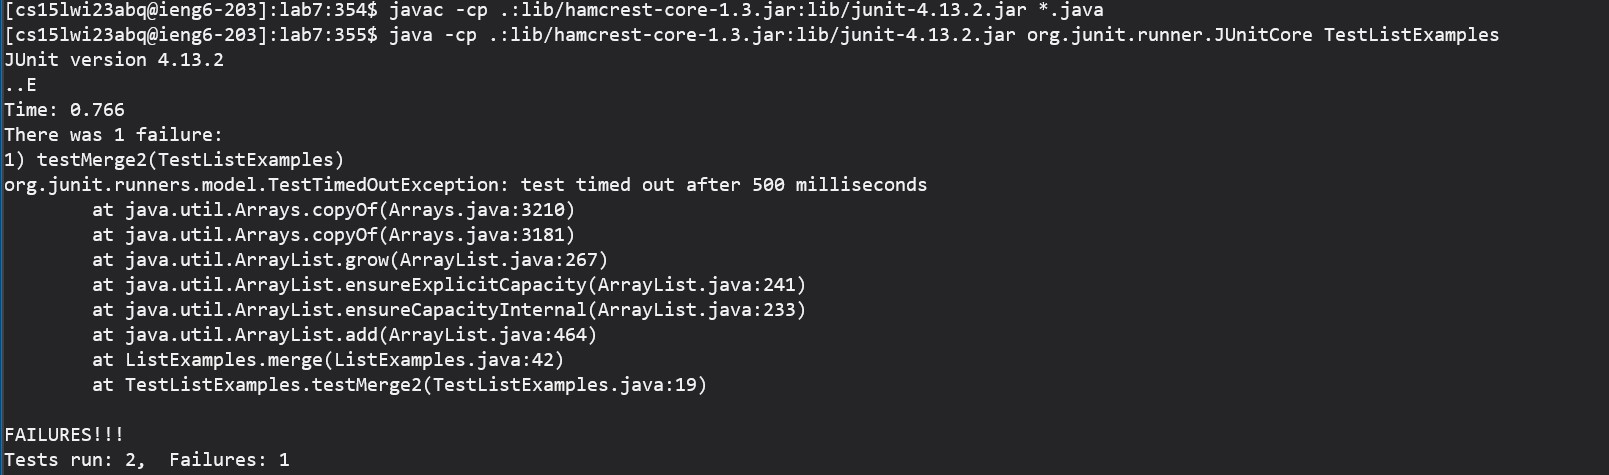 [cs15lwi23abq@ieng6-203]:lab7:354$ javac -cp .:lib/hamcrest-core-1.3.jar:lib/junit-4.13.2.jar *.java
[cs15lwi23abq@ieng6-203]:lab7:355$ java -cp .:lib/hamcrest-core-1.3.jar:lib/junit-4.13.2.jar org.junit.runner.JUnitCore TestListExamples
JUnit version 4.13.2
..E
Time: 0.766
There was 1 failure:
1) testMerge2(TestListExamples)
org.junit.runners.model.TestTimedOutException: test timed out after 500 milliseconds
        at java.util.Arrays.copyOf(Arrays.java:3210)
        at java.util.Arrays.copyOf(Arrays.java:3181)
        at java.util.ArrayList.grow(ArrayList.java:267)
        at java.util.ArrayList.ensureExplicitCapacity(ArrayList.java:241)
        at java.util.ArrayList.ensureCapacityInternal(ArrayList.java:233)
        at java.util.ArrayList.add(ArrayList.java:464)
        at ListExamples.merge(ListExamples.java:42)
        at TestListExamples.testMerge2(TestListExamples.java:19)
FAILURES!!!
Tests run: 2,  Failures: 1